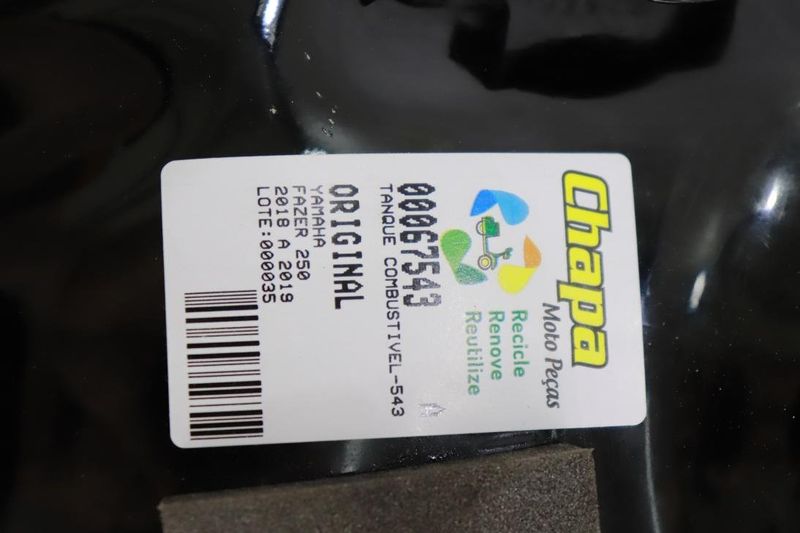 Chapa
Moto Peças
Recicle
Renove
Reutilize
00067543
TANQUE COMBUSTIVEL-543
ORIGINAL
YAMAHA
FAZER 250
2018 A 2019
LOTE:000035